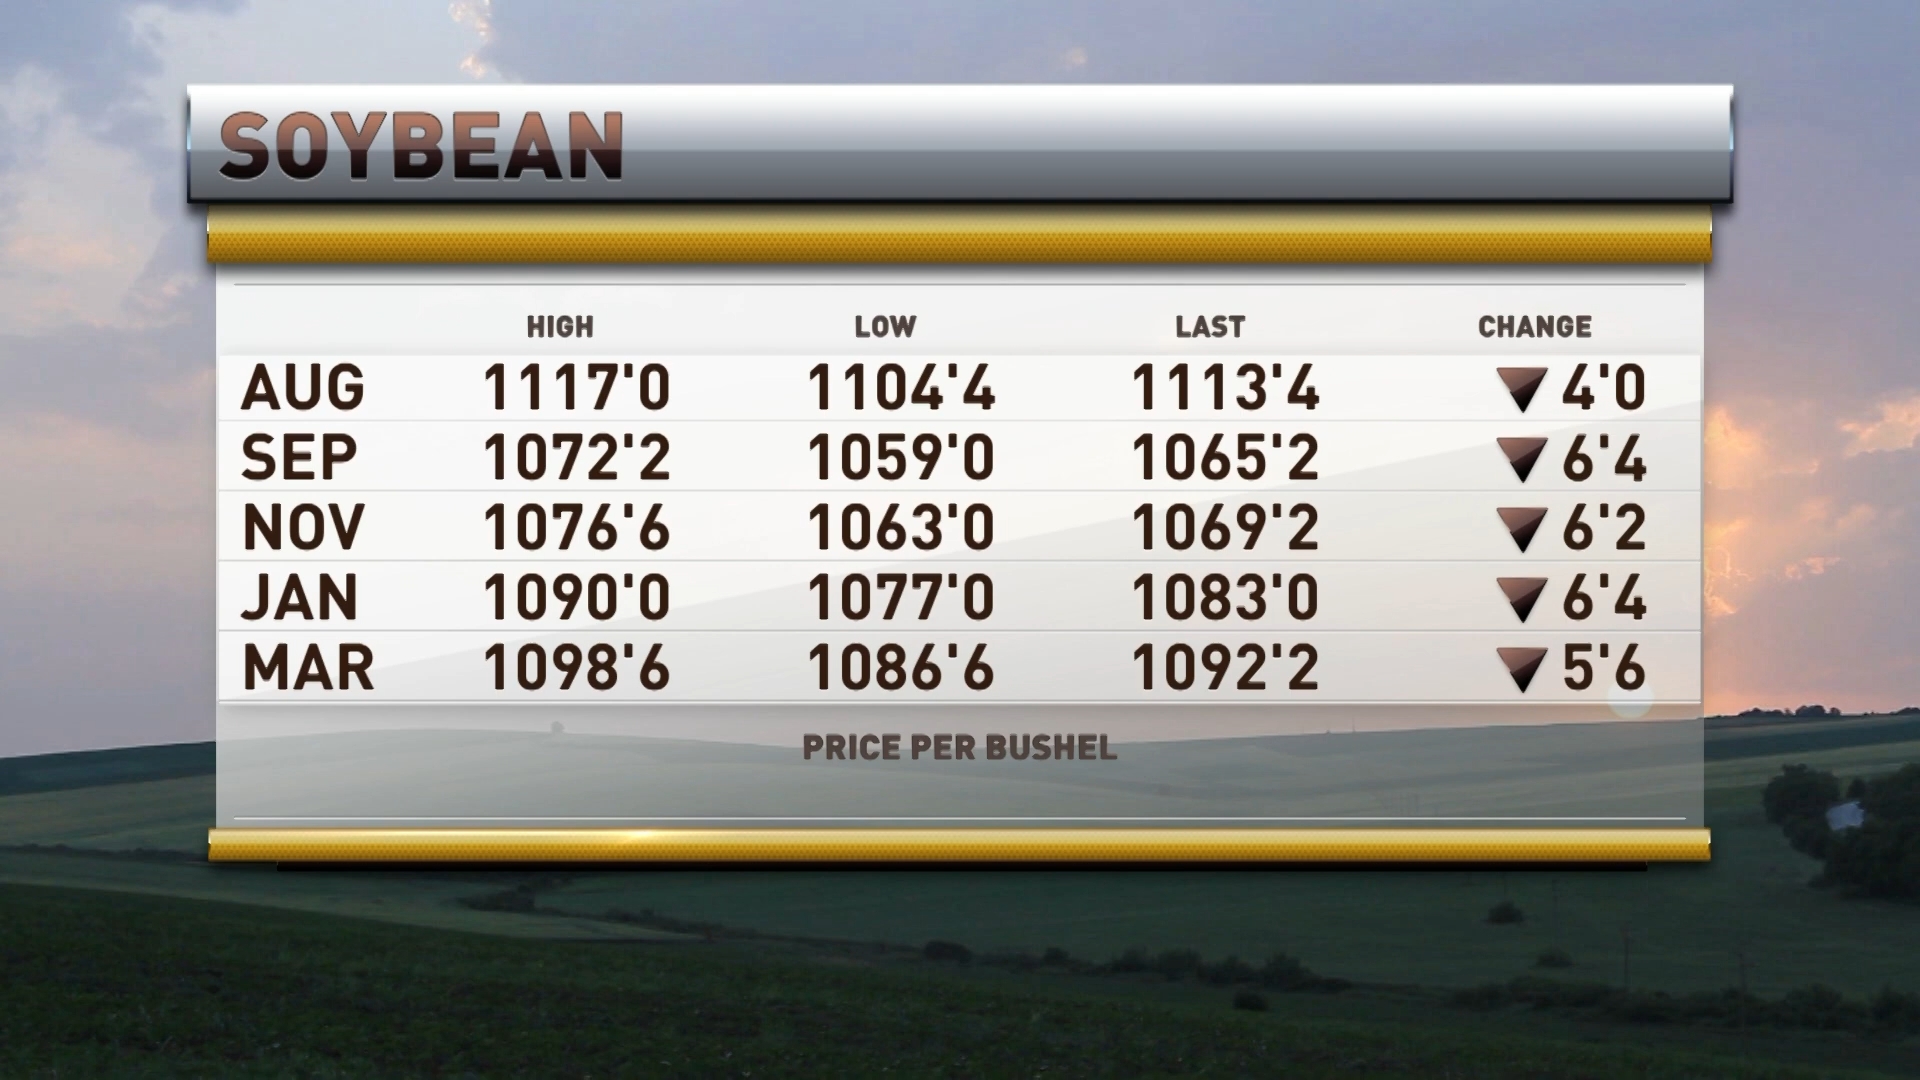 SOYBEAN
HIGH LOW LAST CHANGE
AUG 1117'0 1104'4 1113'4 ▼ 4'0
SEP 1072'2 1059'0 1065'2 ▼ 6'4
NOV 1076'6 1063'0 1069'2 ▼ 6'2
JAN 1090'0 1077'0 1083'0 ▼ 6'4
MAR 1098'6 1086'6 1092'2 ▼ 5'6
PRICE PER BUSHEL